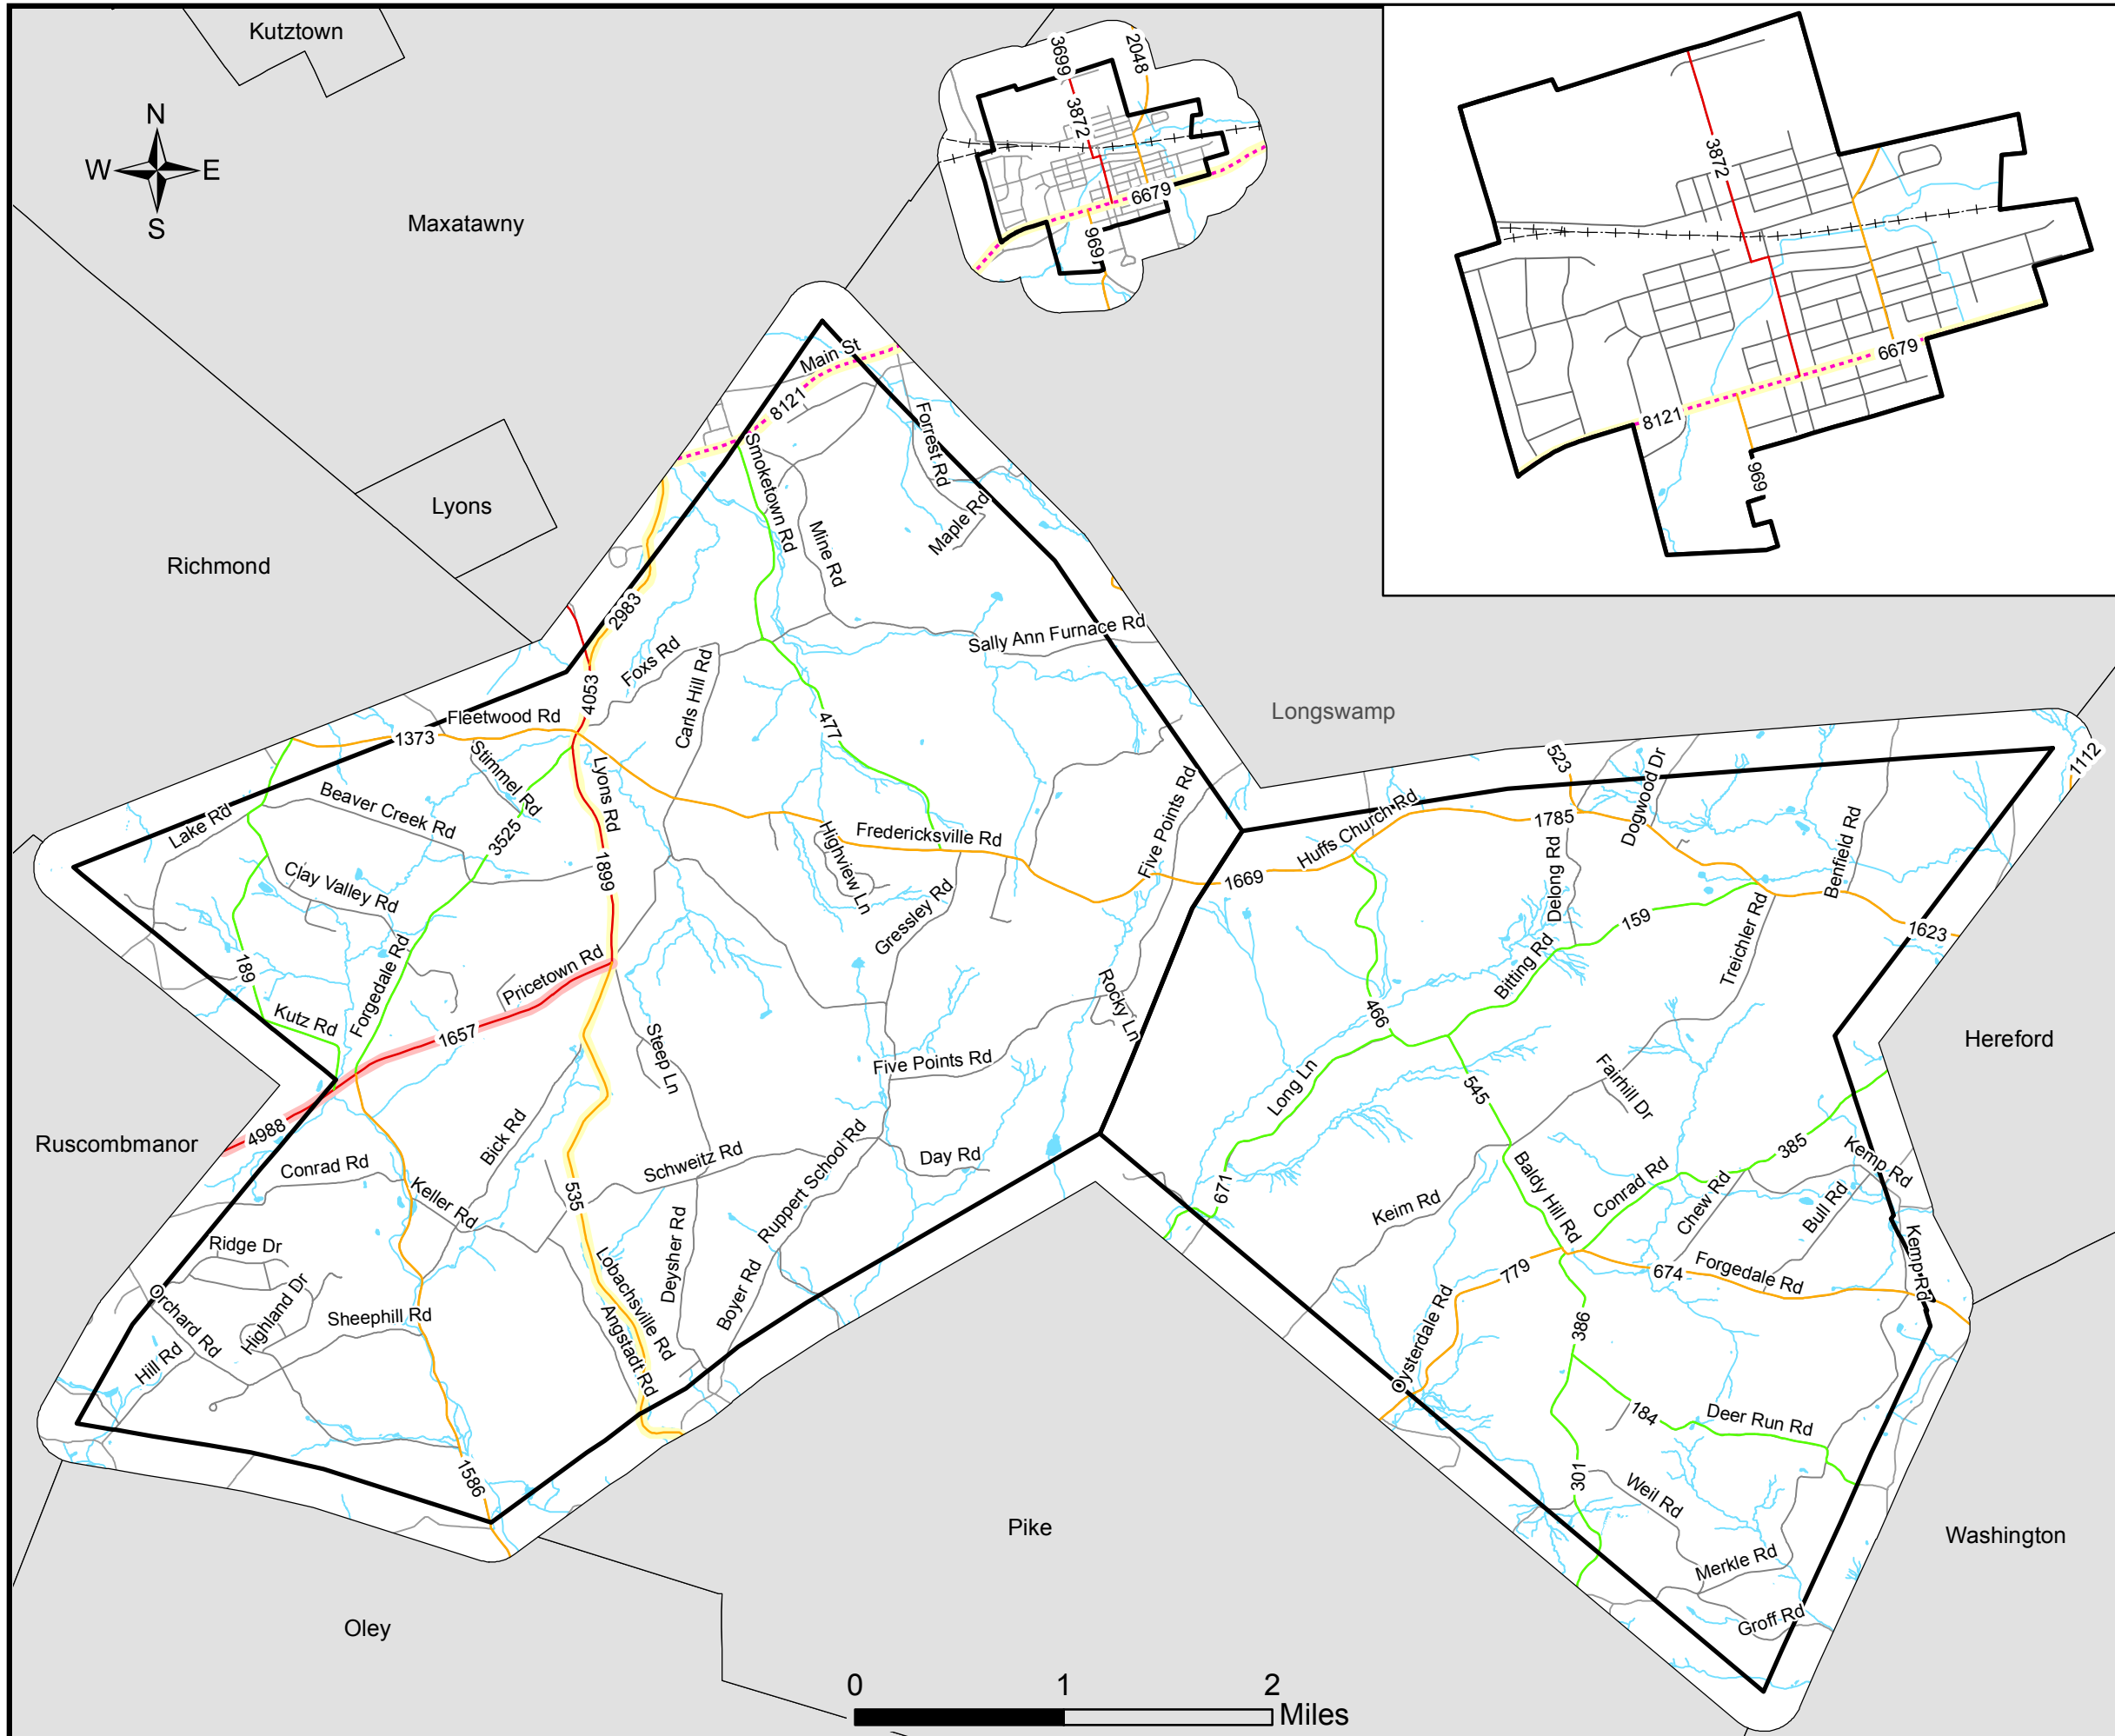 Kutztown
N
W E
S
Maxatawny
3699
2048
3872
6679
969
3872
6679
8121
969
Main St
8121
Smoketown Rd
Forrest Rd
Maple Rd
Mine Rd
Lyons
Richmond
2983
Foxs Rd
Sally Ann Furnace Rd
4053
Carls Hill Rd
477
Longswamp
Fleetwood Rd
1373
Stimmel Rd
Lyons Rd
Beaver Creek Rd
Lake Rd
3525
1899
Highview Ln
Fredericksville Rd
Five Points Rd
1669
Huffs Church Rd
523
1785
Dogwood Dr
1112
Delong Rd
Benfield Rd
Clay Valley Rd
Gressley Rd
159
1623
189
Forgedale Rd
Pricetown Rd
Bitting Rd
Treichler Rd
Kutz Rd
1657
Steep Ln
Rocky Ln
466
Hereford
Five Points Rd
Long Ln
545
Fairhill Dr
4988
Ruscombmanor
Bick Rd
Ruppert School Rd
Day Rd
385
Kemp Rd
Conrad Rd
Schweitz Rd
Keller Rd
535
671
Keim Rd
Bald Hill Rd
Conrad Rd
Chew Rd
Bull Rd
Kemp Rd
Ridge Dr
Deysher Rd
Lobachsville Rd
Boyer Rd
779
674
Forgedale Rd
Orchard Rd
Highland Dr
Sheephill Rd
Angstadt Rd
Oysterdale Rd
386
Hill Rd
184
Deer Run Rd
1586
301
Weil Rd
Pike
Washington
Merkle Rd
Groff Rd
Oley
0 1 2
Miles